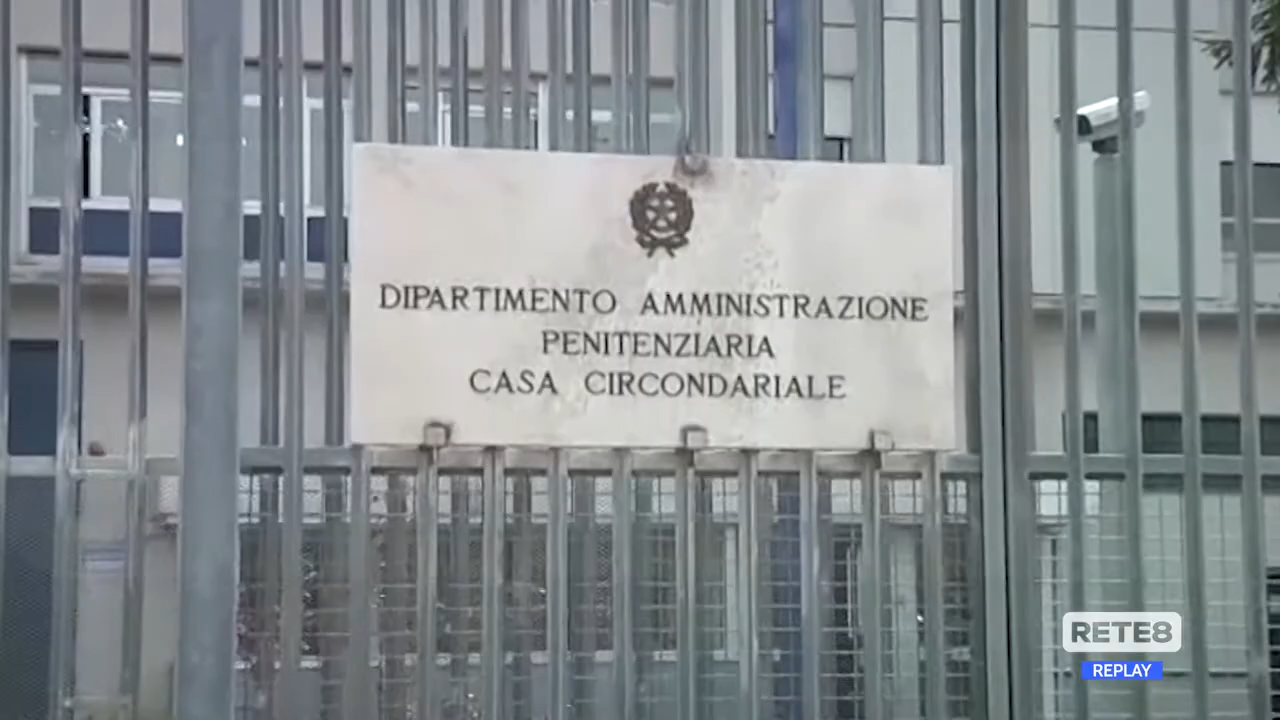 DIPARTIMENTO AMMINISTRAZIONE
PENITENZIARIA
CASA CIRCONDARIALE
RETE8
REPLAY